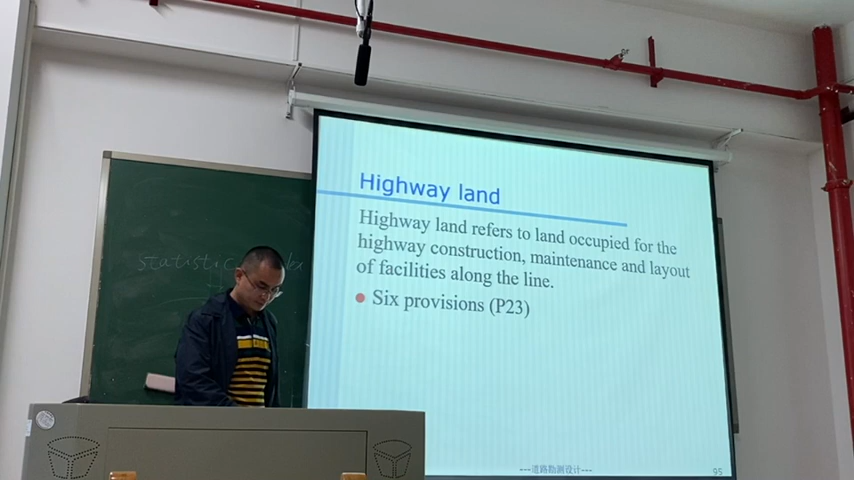 Highway land
Highway land refers to land occupied for the
highway construction, maintenance and layout
of facilities along the line.
Six provisions (P23)
statistic
---道路勘测设计---
95